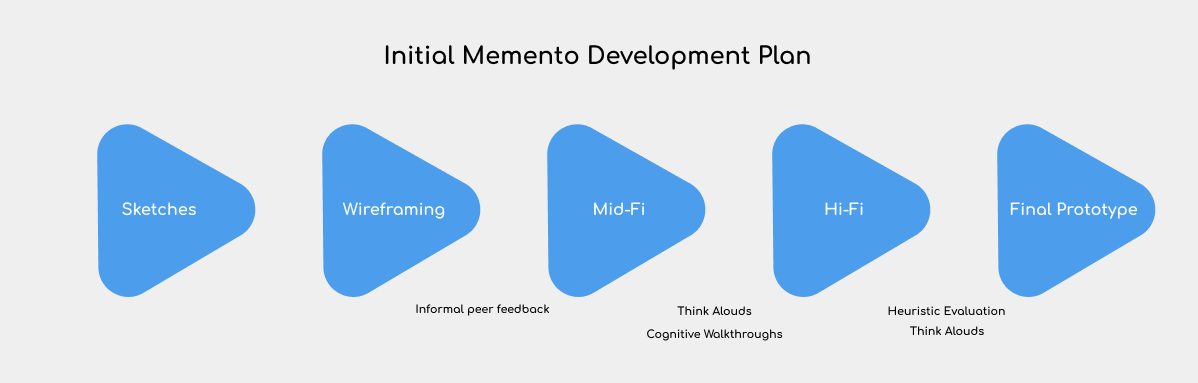 Initial Memento Development Plan
Sketches
Wireframing
Mid-Fi
Hi-Fi
Final Prototype
Informal peer feedback
Think Alouds
Cognitive Walkthroughs
Heuristic Evaluation
Think Alouds